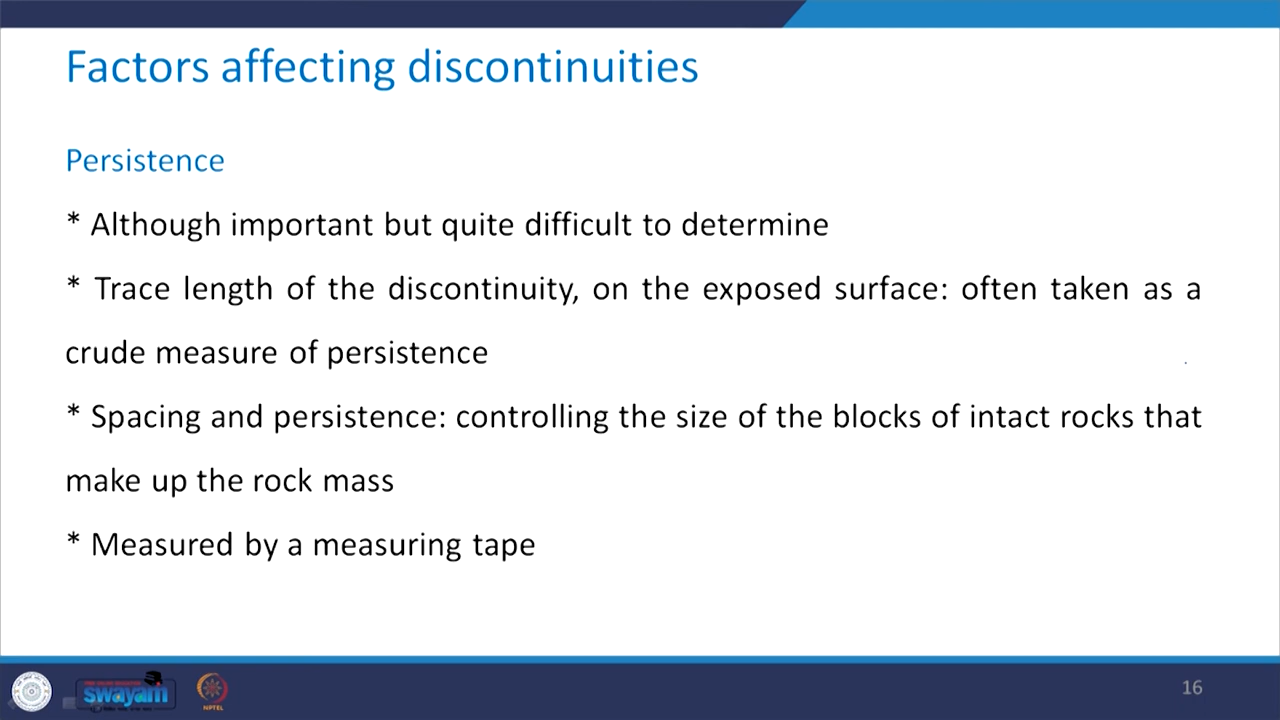 Factors affecting discontinuities
Persistence
* Although important but quite difficult to determine
* Trace length of the discontinuity, on the exposed surface: often taken as a
crude measure of persistence
* Spacing and persistence: controlling the size of the blocks of intact rocks that
make up the rock mass
* Measured by a measuring tape
swayam
NPTEL
16